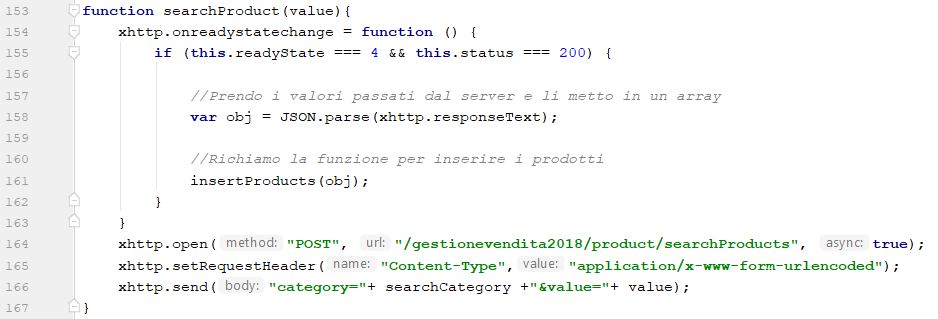 153 function searchProduct(value){
154 xhttp.onreadystatechange = function () {
155 if (this.readyState === 4 && this.status === 200) {
156
157 //Prendo i valori passati dal server e li metto in un array
158 var obj = JSON.parse(xhttp.responseText);
159
160 //Richiamo la funzione per inserire i prodotti
161 insertProducts(obj);
162 }
163 }
164 xhttp.open( method: "POST", url: "/gestionevendita2018/product/searchProducts", async: true);
165 xhttp.setRequestHeader( name: "Content-Type", value: "application/x-www-form-urlencoded");
166 xhttp.send( body: "category="+ searchCategory +"&value="+ value);
167 }